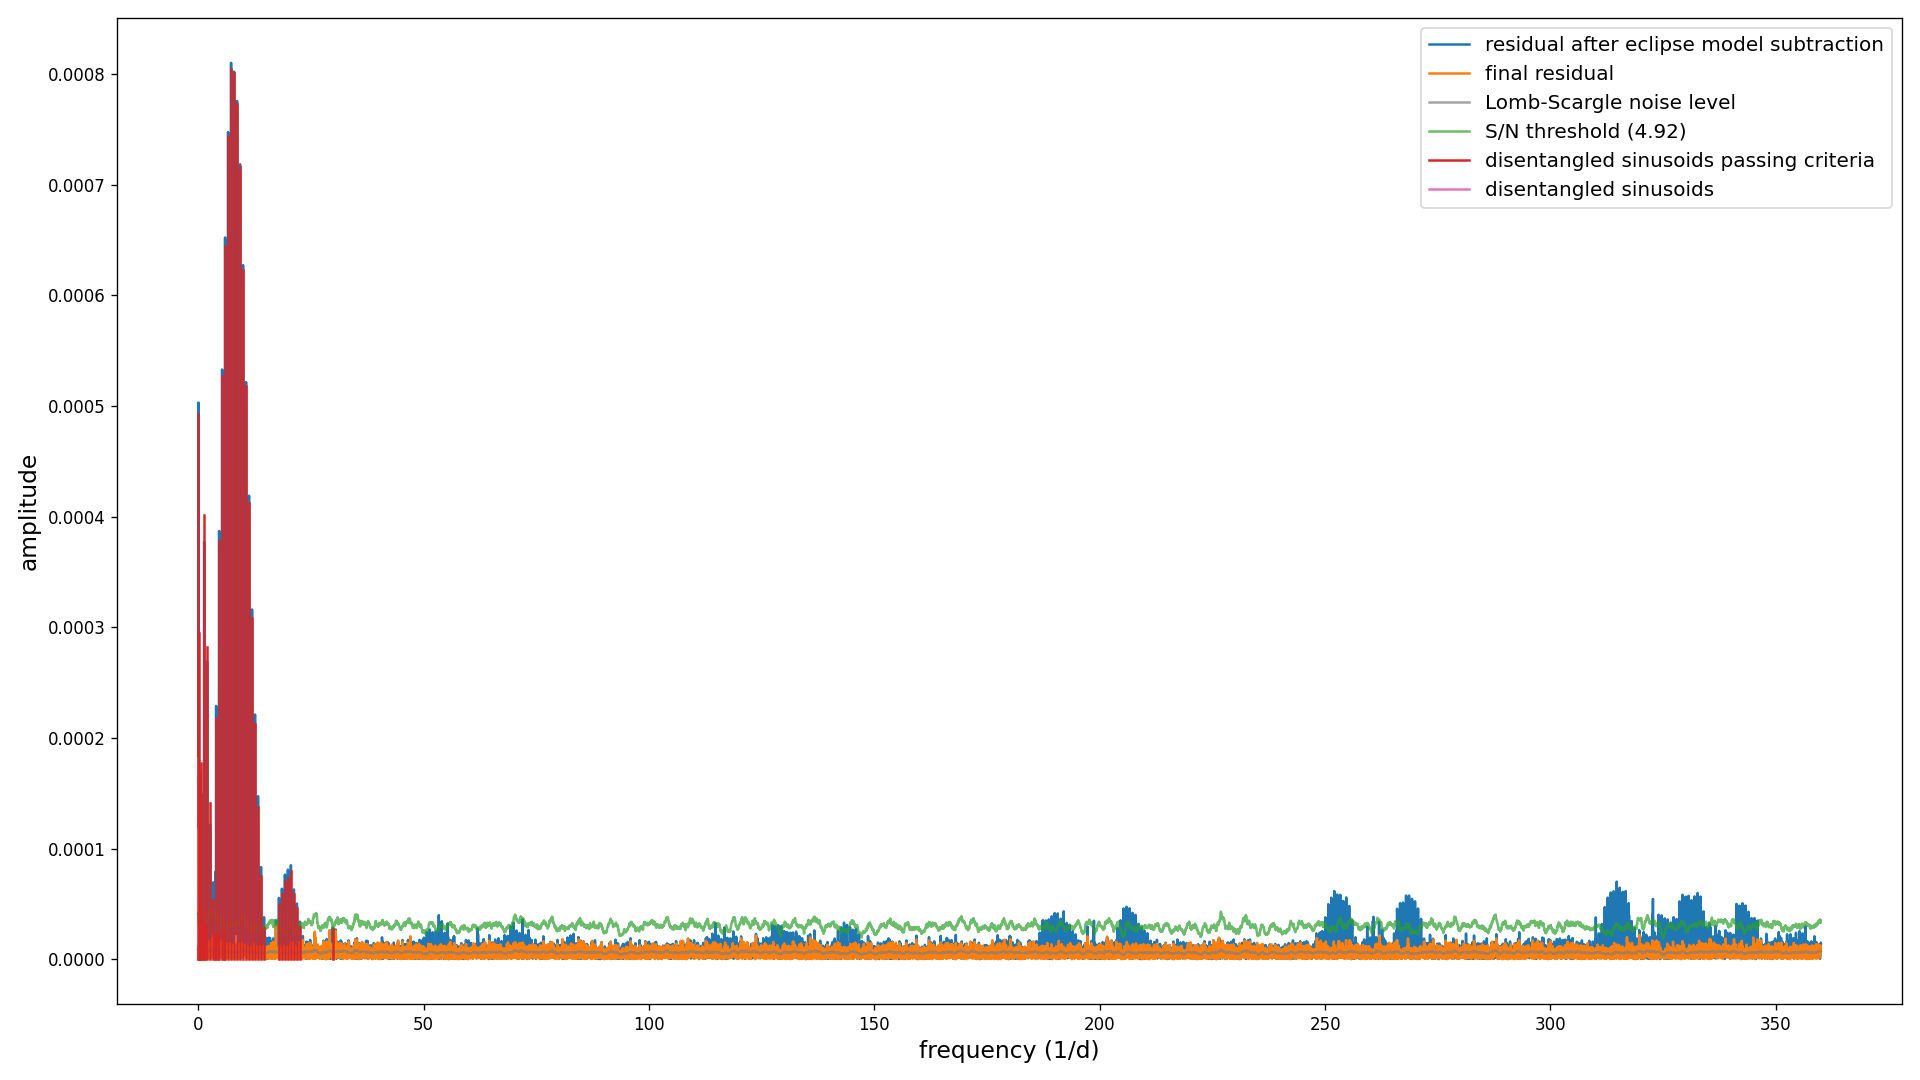 residual after eclipse model subtraction
final residual
Lomb-Scargle noise level
S/N threshold (4.92)
disentangled sinusoids passing criteria
disentangled sinusoids
amplitude
0.0008
0.0007
0.0006
0.0005
0.0004
0.0003
0.0002
0.0001
0.0000
0 50 100 150 200 250 300 350
frequency (1/d)